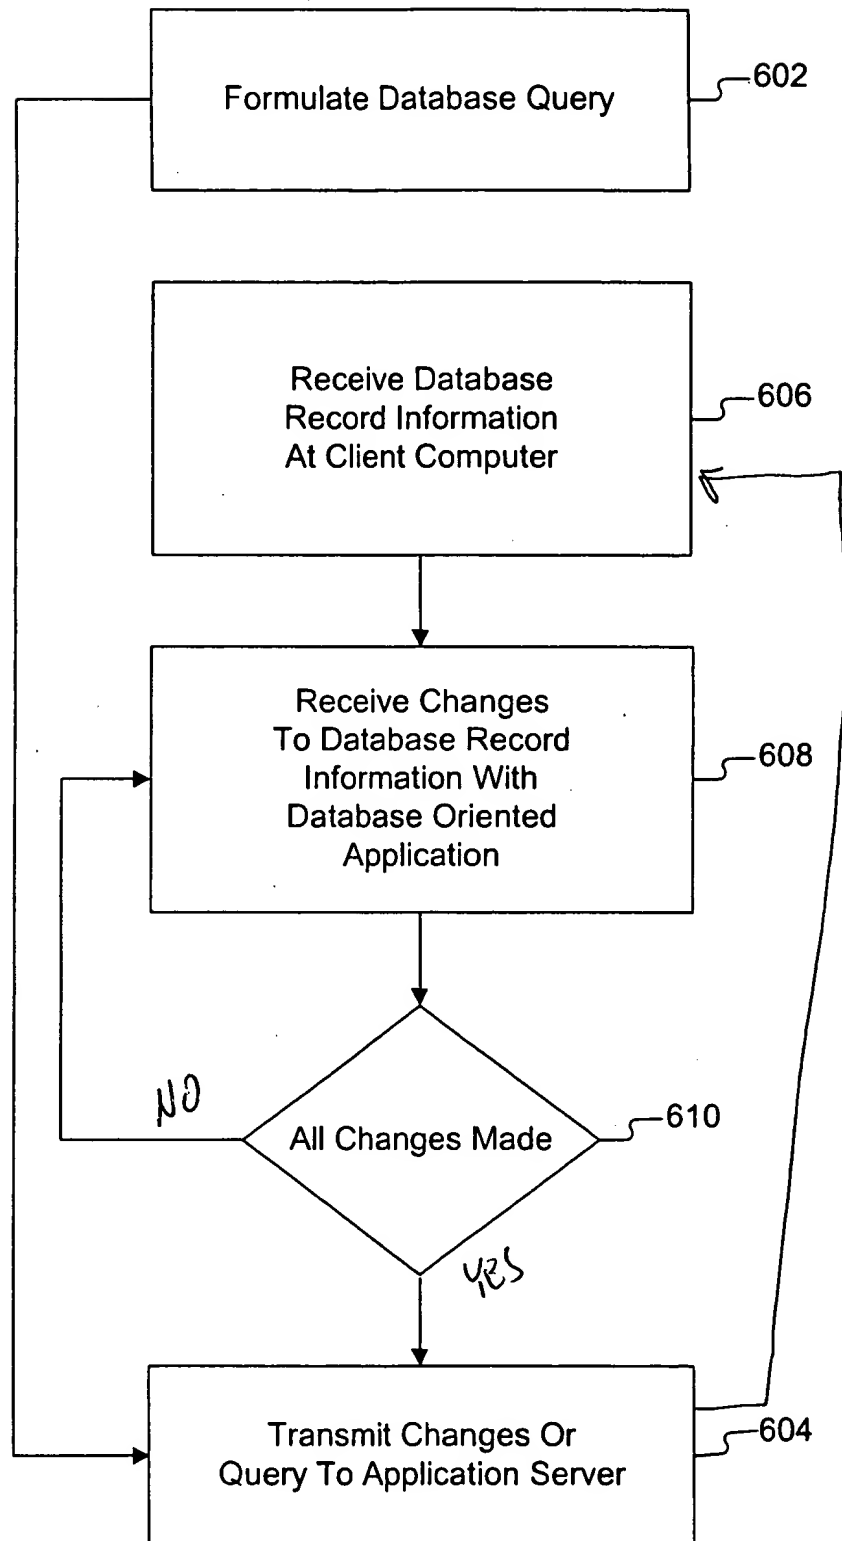 Formulate Database Query
602
Receive Database
Record Information
At Client Computer
606
Receive Changes
To Database Record
Information With
Database Oriented
Application
608
NO
All Changes Made
610
YES
Transmit Changes Or
Query To Application Server
604